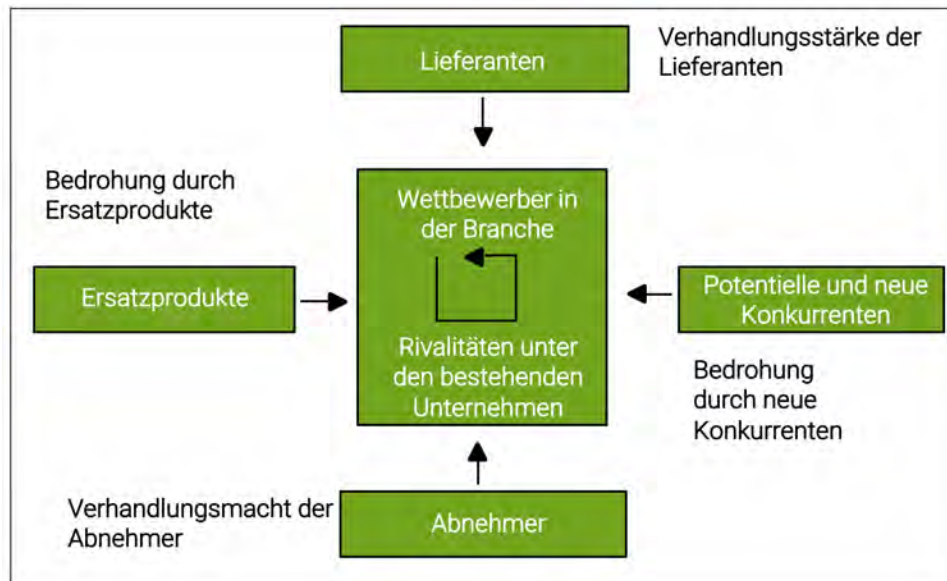 Lieferanten
Verhandlungsstärke der
Lieferanten
Bedrohung durch
Ersatzprodukte
Wettbewerber in
der Branche
Ersatzprodukte
Potentielle und neue
Konkurrenten
Rivalitäten unter
den bestehenden
Unternehmen
Bedrohung
durch neue
Konkurrenten
Verhandlungsmacht der
Abnehmer
Abnehmer